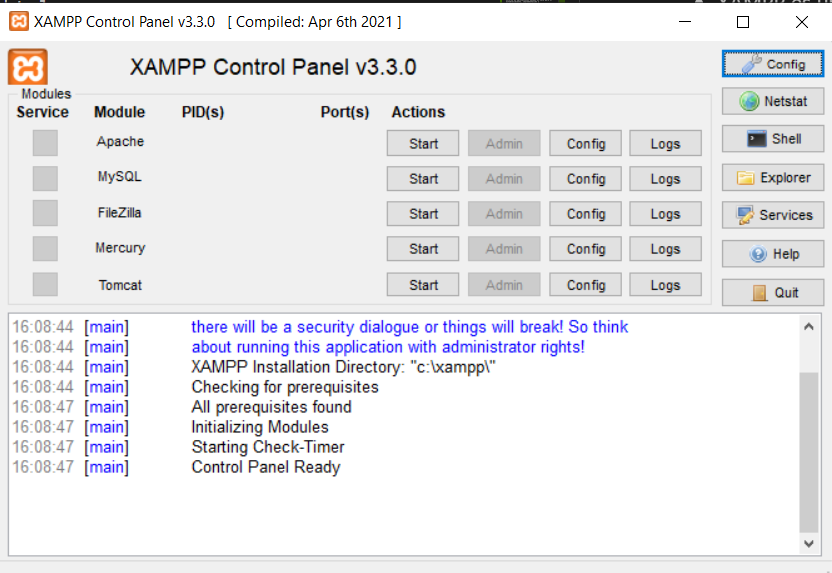 XAMPP Control Panel v3.3.0 [ Compiled: Apr 6th 2021 ]
XAMPP Control Panel v3.3.0
Config
Modules
Service Module PID(s) Port(s) Actions
Netstat
Apache Start Admin Config Logs
Shell
MySQL Start Admin Config Logs
Explorer
FileZilla Start Admin Config Logs
Services
Mercury Start Admin Config Logs
Help
Tomcat Start Admin Config Logs
Quit
16:08:44 [main] there will be a security dialogue or things will break! So think
16:08:44 [main] about running this application with administrator rights!
16:08:44 [main] XAMPP Installation Directory: "c:\xampp\"
16:08:44 [main] Checking for prerequisites
16:08:47 [main] All prerequisites found
16:08:47 [main] Initializing Modules
16:08:47 [main] Starting Check-Timer
16:08:47 [main] Control Panel Ready